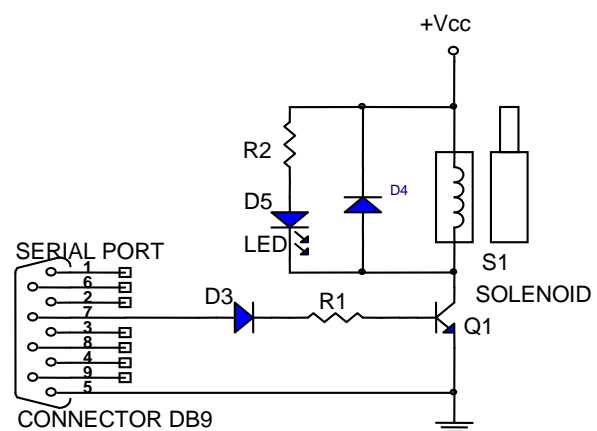 +Vcc
R2
D4
D5
LED
S1
SOLENOID
SERIAL PORT
1
6
2
7
3
8
4
9
5
D3
R1
Q1
CONNECTOR DB9